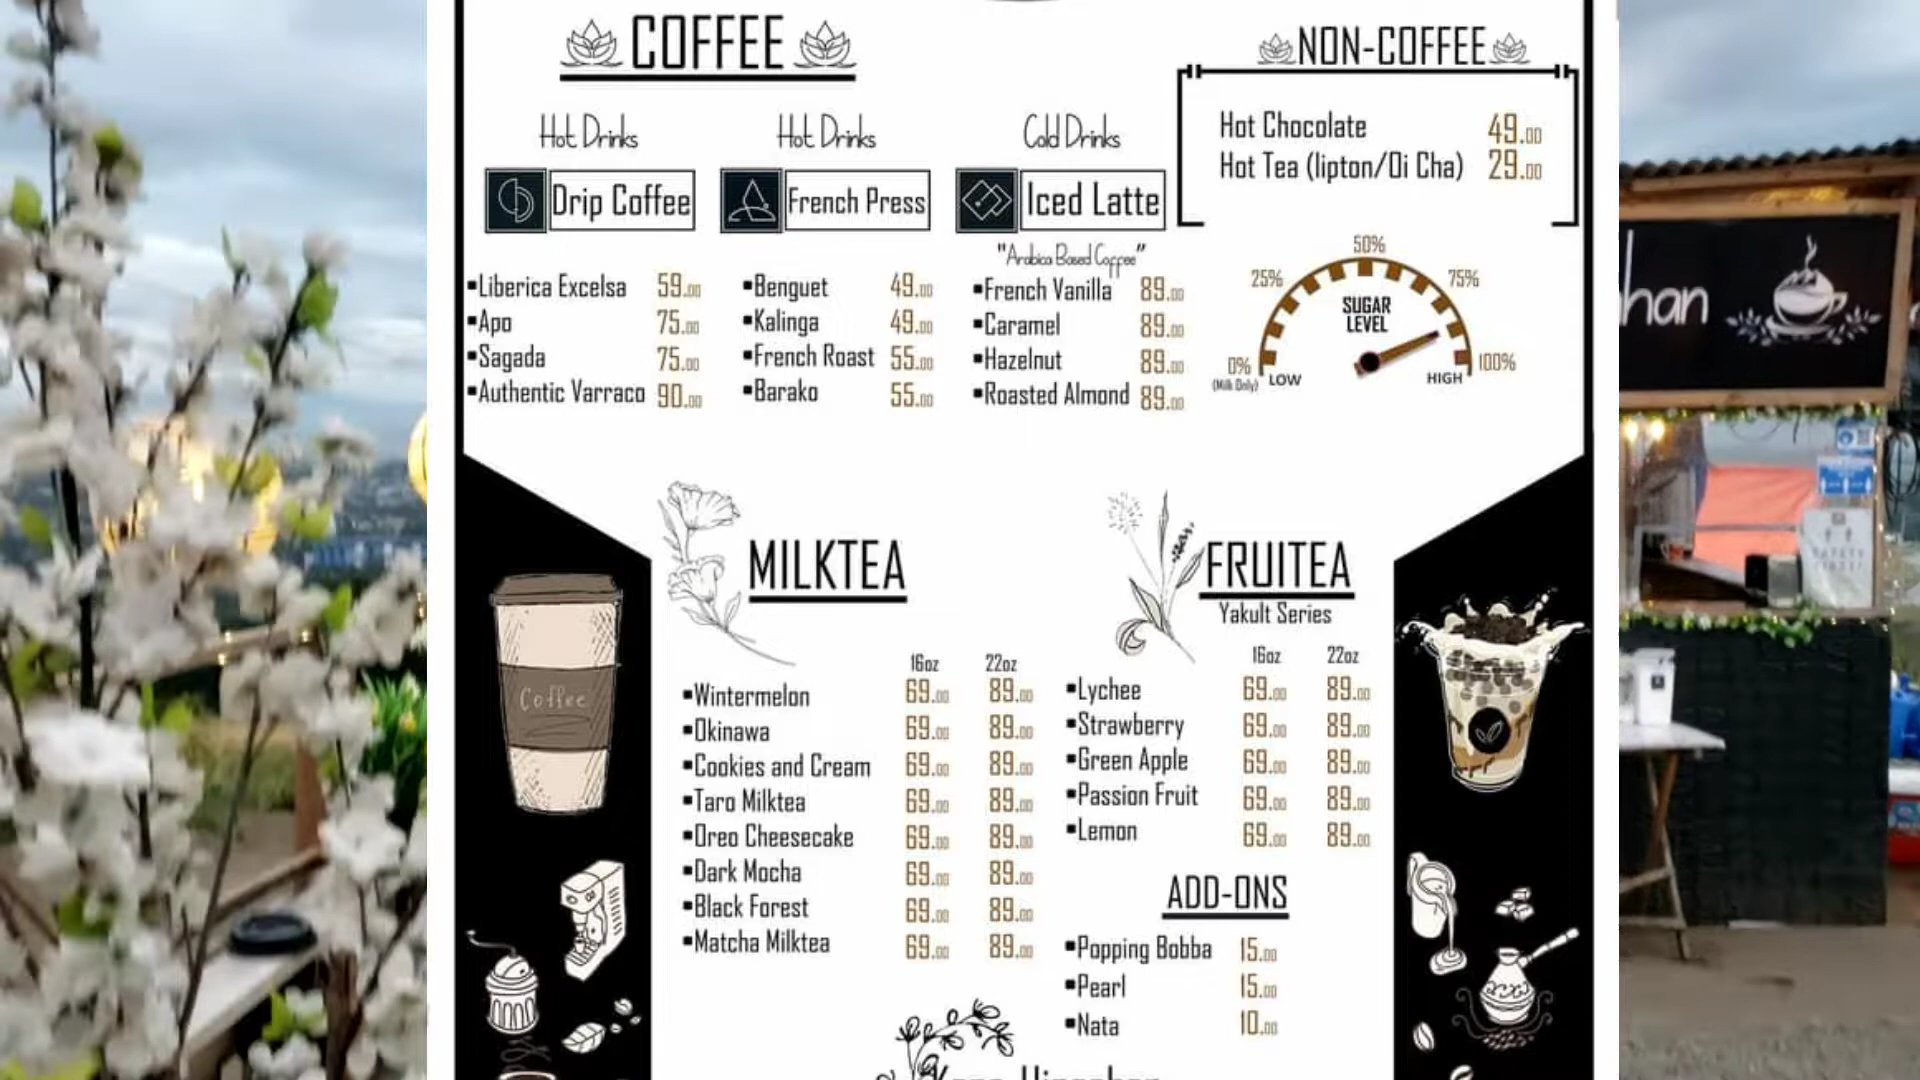 COFFEE
Hot Drinks
Drip Coffee
▪Liberica Excelsa 59.00
▪Apo 75.00
▪Sagada 75.00
▪Authentic Varraco 90.00
Hot Drinks
French Press
▪Benguet 49.00
▪Kalinga 49.00
▪French Roast 55.00
▪Barako 55.00
Cold Drinks
Iced Latte
"Arabica Based Coffee"
▪French Vanilla 89.00
▪Caramel 89.00
▪Hazelnut 89.00
▪Roasted Almond 89.00
NON-COFFEE
Hot Chocolate 49.00
Hot Tea (lipton/Oi Cha) 29.00
50%
25% 75%
SUGAR
LEVEL
0% 100%
(Milk Only) LOW HIGH
MILKTEA
16oz 22oz
▪Wintermelon 69.00 89.00
▪Okinawa 69.00 89.00
▪Cookies and Cream 69.00 89.00
▪Taro Milktea 69.00 89.00
▪Oreo Cheesecake 69.00 89.00
▪Dark Mocha 69.00 89.00
▪Black Forest 69.00 89.00
▪Matcha Milktea 69.00 89.00
FRUITEA
Yakult Series
16oz 22oz
▪Lychee 69.00 89.00
▪Strawberry 69.00 89.00
▪Green Apple 69.00 89.00
▪Passion Fruit 69.00 89.00
▪Lemon 69.00 89.00
ADD-ONS
▪Popping Bobba 15.00
▪Pearl 15.00
▪Nata 10.00
Coffee
han